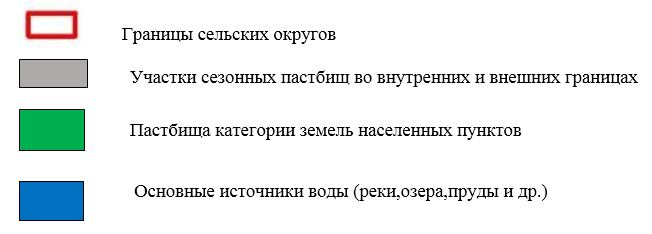 Границы сельских округов
Участки сезонных пастбищ во внутренних и внешних границах
Пастбища категории земель населенных пунктов
Основные источники воды (реки,озера,пруды и др.)